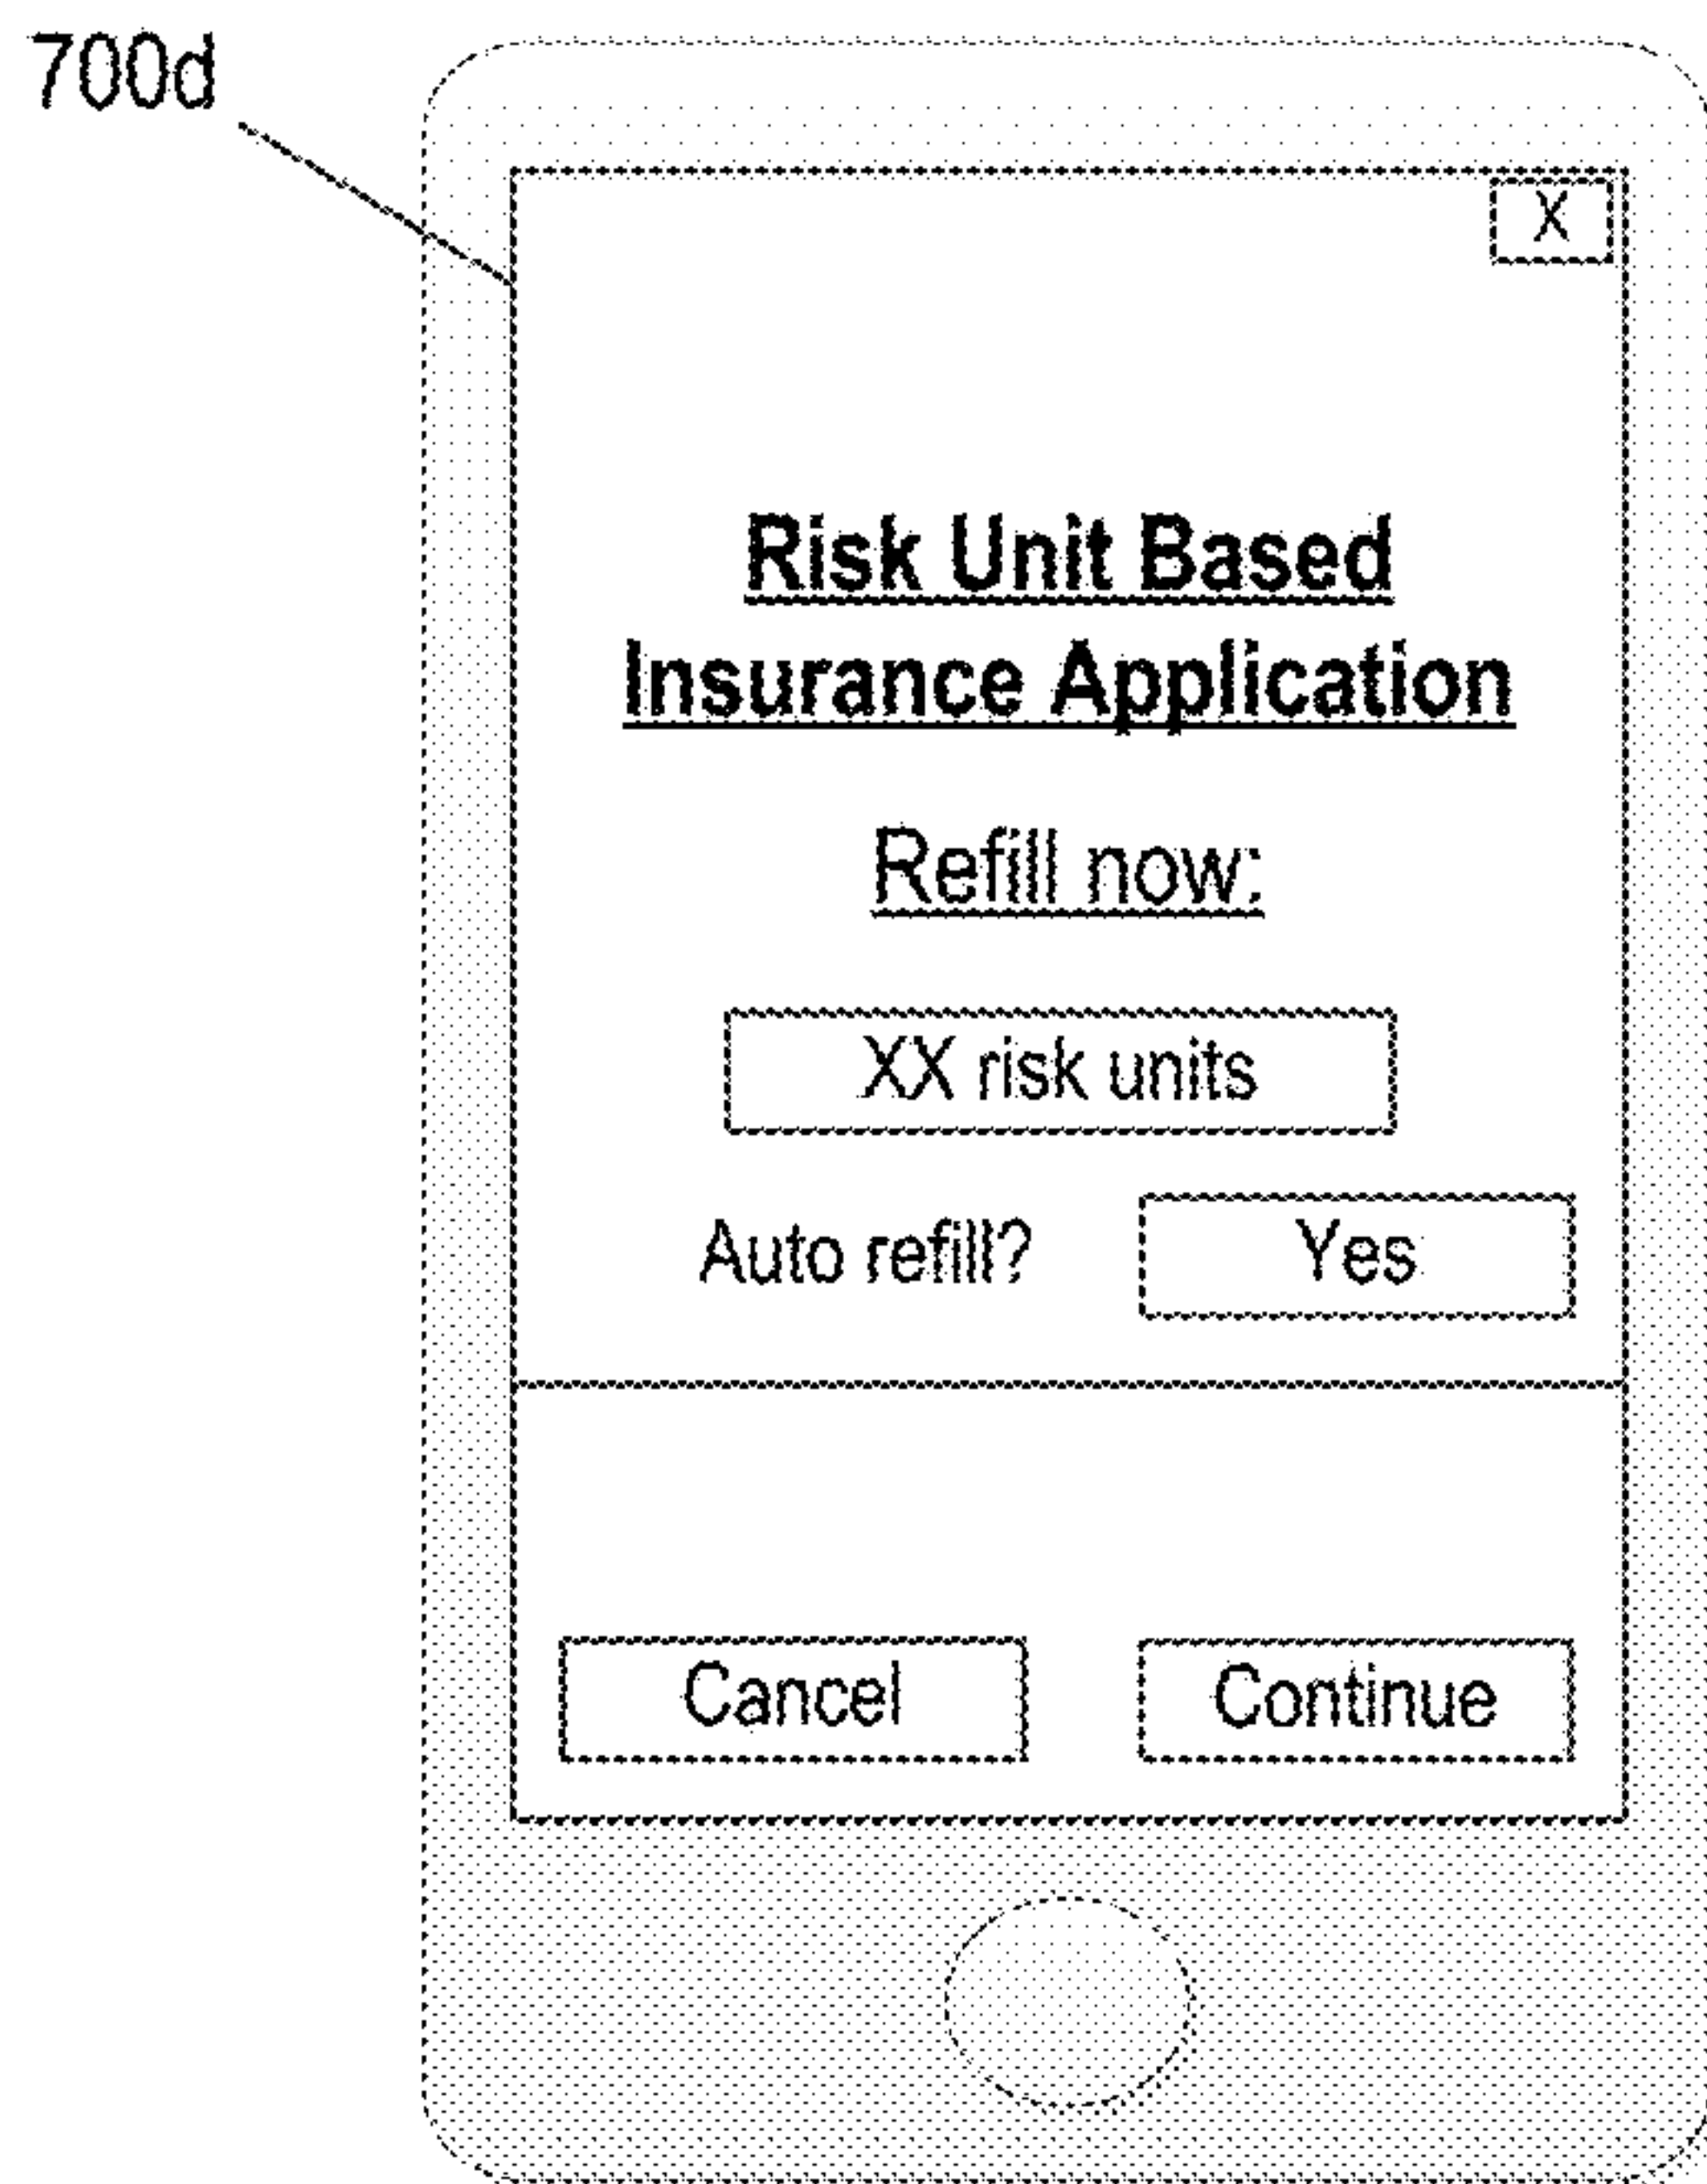 700d
X
Risk Unit Based
Insurance Application
Refill now:
XX risk units
Auto refill? Yes
Cancel Continue